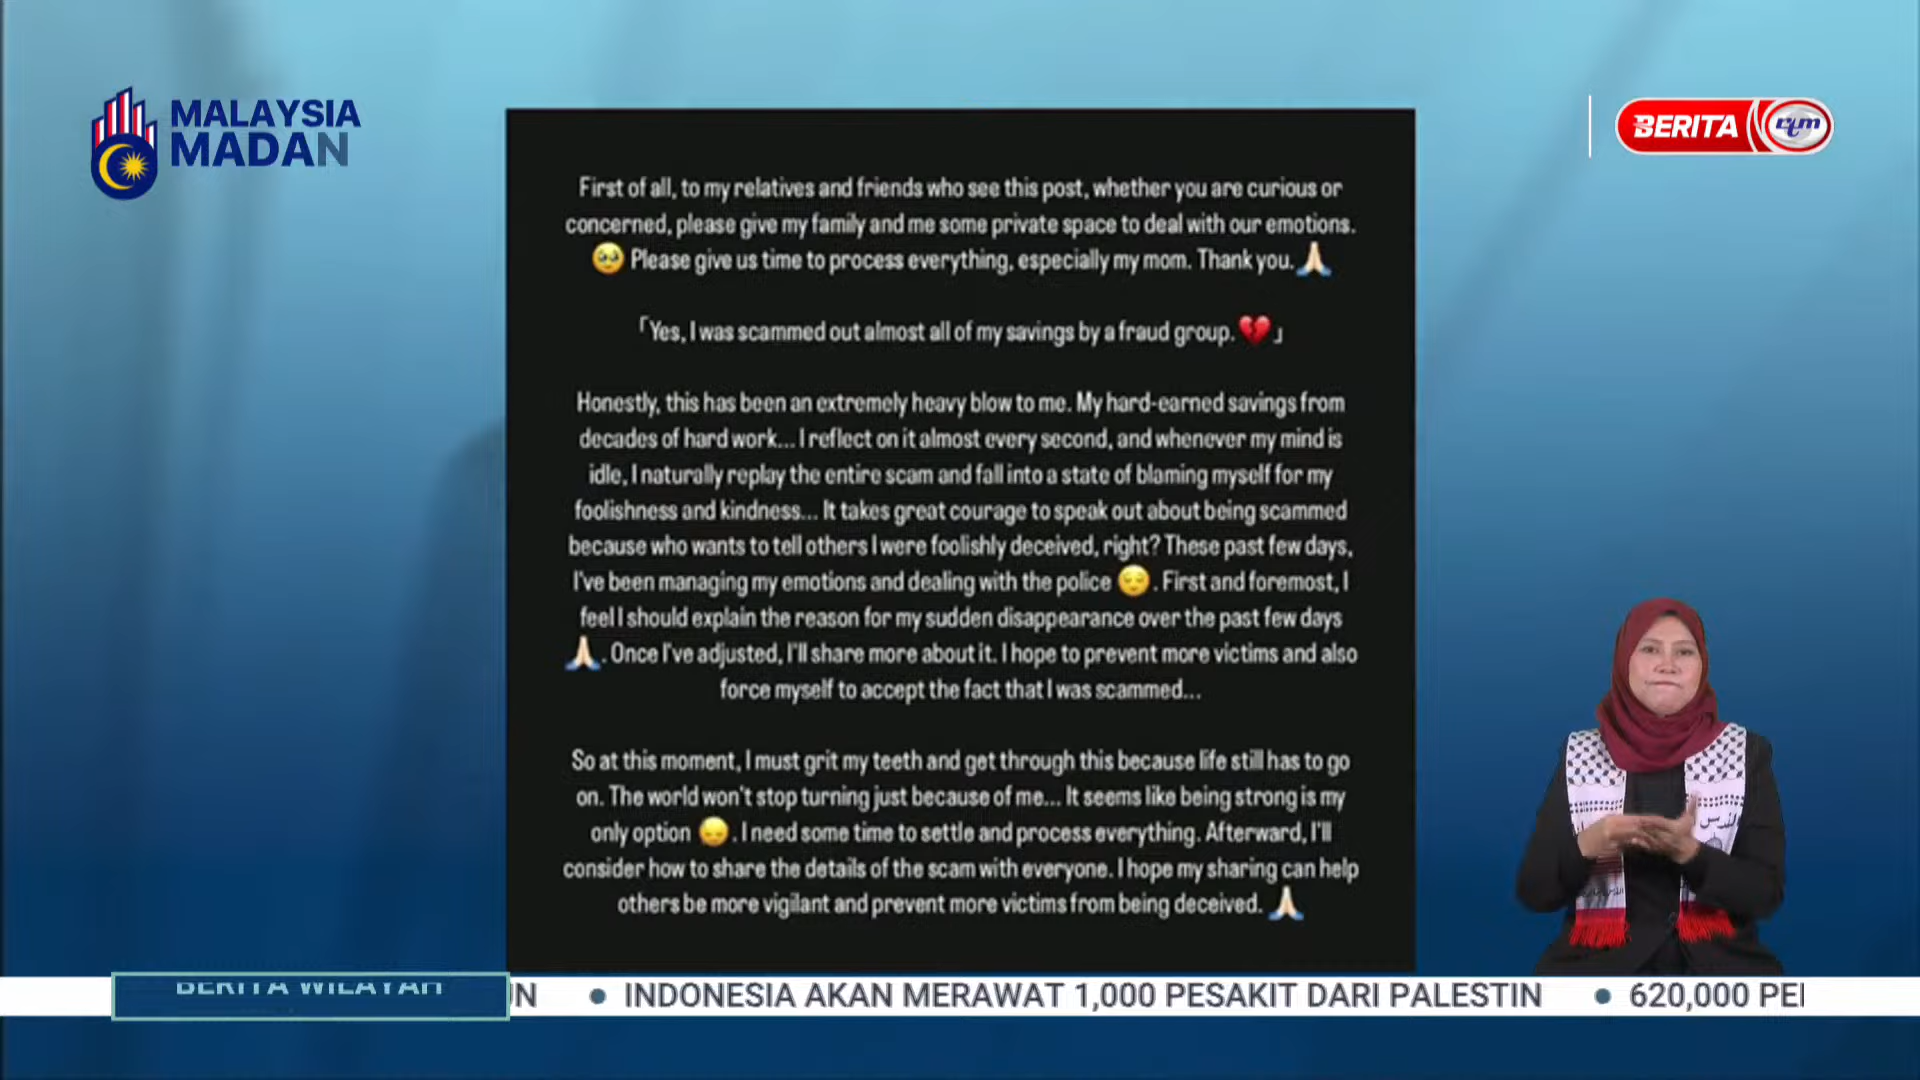 MALAYSIA
MADAN
BERITA rtm
First of all, to my relatives and friends who see this post, whether you are curious or
concerned, please give my family and me some private space to deal with our emotions.
🥹 Please give us time to process everything, especially my mom. Thank you. 🙏🏻
「Yes, I was scammed out almost all of my savings by a fraud group. 💔」
Honestly, this has been an extremely heavy blow to me. My hard-earned savings from
decades of hard work... I reflect on it almost every second, and whenever my mind is
idle, I naturally replay the entire scam and fall into a state of blaming myself for my
foolishness and kindness... It takes great courage to speak out about being scammed
because who wants to tell others I were foolishly deceived, right? These past few days,
I've been managing my emotions and dealing with the police 😌. First and foremost, I
feel I should explain the reason for my sudden disappearance over the past few days
🙏🏻. Once I've adjusted, I'll share more about it. I hope to prevent more victims and also
force myself to accept the fact that I was scammed...
So at this moment, I must grit my teeth and get through this because life still has to go
on. The world won't stop turning just because of me... It seems like being strong is my
only option 😔. I need some time to settle and process everything. Afterward, I'll
consider how to share the details of the scam with everyone. I hope my sharing can help
others be more vigilant and prevent more victims from being deceived. 🙏🏻
القدس
BERITA WILAYAH
UN • INDONESIA AKAN MERAWAT 1,000 PESAKIT DARI PALESTIN • 620,000 PE